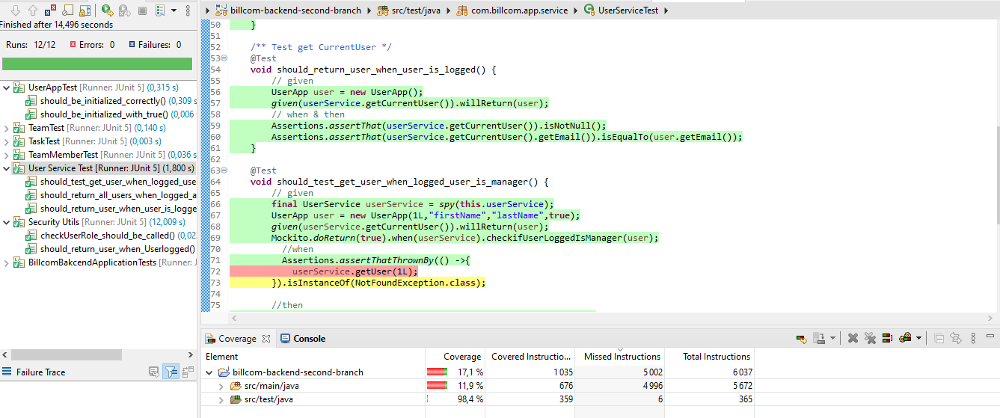 Finished after 14,496 seconds
Runs: 12/12 Errors: 0 Failures: 0
UserAppTest [Runner: JUnit 5] (0,315 s)
should_be_initialized_correctly() (0,309 s
should_be_initialized_with_true() (0,006
TeamTest [Runner: JUnit 5] (0,140 s)
TaskTest [Runner: JUnit 5] (0,003 s)
TeamMemberTest [Runner: JUnit 5] (0,036 s
User Service Test [Runner: JUnit 5] (1,800 s)
should_test_get_user_when_logged_use
should_return_all_users_when_logged_a
should_return_user_when_user_is_logge
Security Utils [Runner: JUnit 5] (12,009 s)
checkUserRole_should_be_called() (0,02
should_return_user_when_Userlogged()
BillcomBakcendApplicationTests [Runner: J
Failure Trace
billcom-backend-second-branch src/test/java com.billcom.app.service UserServiceTest
50 }
51
52 /** Test get CurrentUser */
53 @Test
54 void should_return_user_when_user_is_logged() {
55 // given
56 UserApp user = new UserApp();
57 given(userService.getCurrentUser()).willReturn(user);
58 // when & then
59 Assertions.assertThat(userService.getCurrentUser()).isNotNull();
60 Assertions.assertThat(userService.getCurrentUser().getEmail()).isEqualTo(user.getEmail());
61 }
62
63 @Test
64 void should_test_get_user_when_logged_user_is_manager() {
65 // given
66 final UserService userService = spy(this.userService);
67 UserApp user = new UserApp(1L,"firstName","lastName",true);
68 given(userService.getCurrentUser()).willReturn(user);
69 Mockito.doReturn(true).when(userService).checkifUserLoggedIsManager(user);
70 //when
71 Assertions.assertThatThrownBy(() ->{
72 userService.getUser(1L);
73 }).isInstanceOf(NotFoundException.class);
74
75 //then
Coverage Console
Element Coverage Covered Instructio... Missed Instructions Total Instructions
billcom-backend-second-branch 17,1 % 1 035 5 002 6 037
src/main/java 11,9 % 676 4 996 5 672
src/test/java 98,4 % 359 6 365